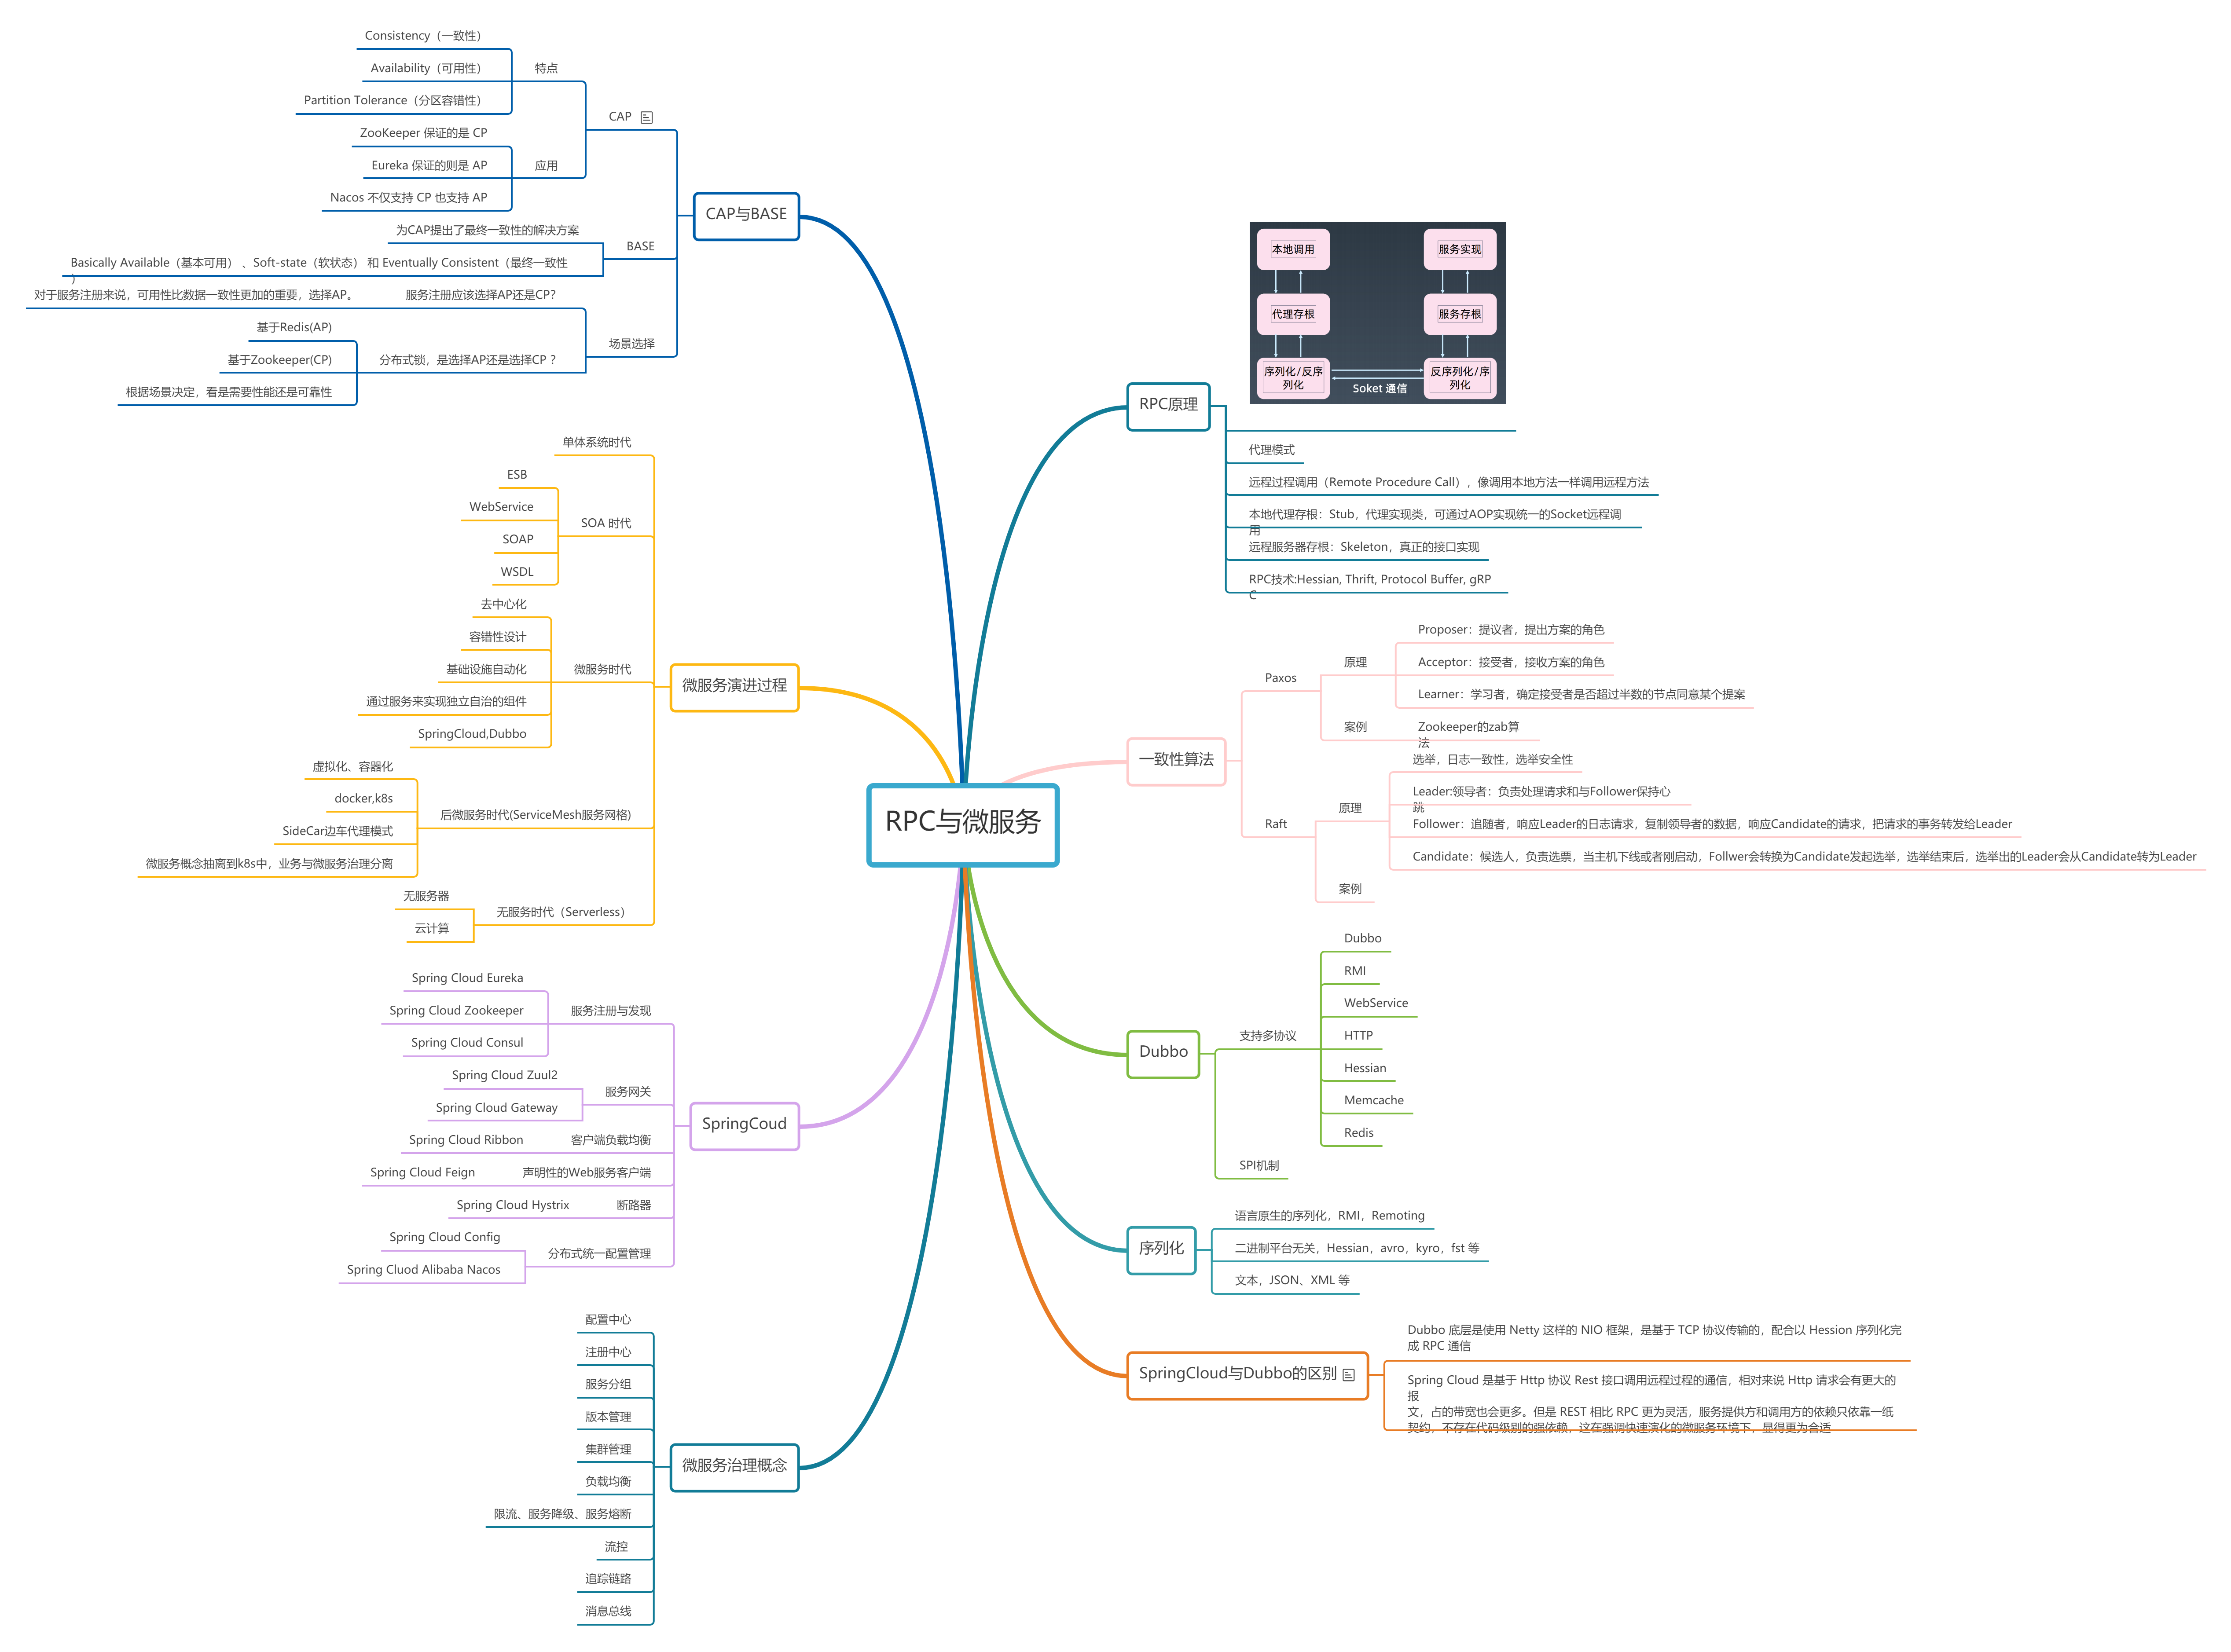 RPC与微服务
CAP与BASE
CAP
特点
Consistency（一致性）
Availability（可用性）
Partition Tolerance（分区容错性）
应用
ZooKeeper 保证的是 CP
Eureka 保证的则是 AP
Nacos 不仅支持 CP 也支持 AP
BASE
为CAP提出了最终一致性的解决方案
Basically Available（基本可用） 、Soft-state（软状态） 和 Eventually Consistent（最终一致性
）
场景选择
服务注册应该选择AP还是CP？
对于服务注册来说，可用性比数据一致性更加的重要，选择AP。
分布式锁，是选择AP还是选择CP ？
基于Redis(AP)
基于Zookeeper(CP)
根据场景决定，看是需要性能还是可靠性
微服务演进过程
单体系统时代
SOA 时代
ESB
WebService
SOAP
WSDL
微服务时代
去中心化
容错性设计
基础设施自动化
通过服务来实现独立自治的组件
SpringCloud,Dubbo
后微服务时代(ServiceMesh服务网格)
虚拟化、容器化
docker,k8s
SideCar边车代理模式
微服务概念抽离到k8s中，业务与微服务治理分离
无服务时代（Serverless）
无服务器
云计算
SpringCoud
服务注册与发现
Spring Cloud Eureka
Spring Cloud Zookeeper
Spring Cloud Consul
服务网关
Spring Cloud Zuul2
Spring Cloud Gateway
客户端负载均衡
Spring Cloud Ribbon
声明性的Web服务客户端
Spring Cloud Feign
断路器
Spring Cloud Hystrix
分布式统一配置管理
Spring Cloud Config
Spring Cluod Alibaba Nacos
微服务治理概念
配置中心
注册中心
服务分组
版本管理
集群管理
负载均衡
限流、服务降级、服务熔断
流控
追踪链路
消息总线
RPC原理
本地调用
服务实现
代理存根
服务存根
序列化/反序
列化
反序列化/序
列化
Soket 通信
代理模式
远程过程调用（Remote Procedure Call），像调用本地方法一样调用远程方法
本地代理存根：Stub，代理实现类，可通过AOP实现统一的Socket远程调
用
远程服务器存根：Skeleton，真正的接口实现
RPC技术:Hessian, Thrift, Protocol Buffer, gRP
C
一致性算法
Paxos
原理
Proposer：提议者，提出方案的角色
Acceptor：接受者，接收方案的角色
Learner：学习者，确定接受者是否超过半数的节点同意某个提案
案例
Zookeeper的zab算
法
Raft
原理
选举，日志一致性，选举安全性
Leader:领导者：负责处理请求和与Follower保持心
跳
Follower：追随者，响应Leader的日志请求，复制领导者的数据，响应Candidate的请求，把请求的事务转发给Leader
Candidate：候选人，负责选票，当主机下线或者刚启动，Follwer会转换为Candidate发起选举，选举结束后，选举出的Leader会从Candidate转为Leader
案例
Dubbo
支持多协议
Dubbo
RMI
WebService
HTTP
Hessian
Memcache
Redis
SPI机制
序列化
语言原生的序列化，RMI，Remoting
二进制平台无关，Hessian，avro，kyro，fst 等
文本，JSON、XML 等
SpringCloud与Dubbo的区别
Dubbo 底层是使用 Netty 这样的 NIO 框架，是基于 TCP 协议传输的，配合以 Hession 序列化完
成 RPC 通信
Spring Cloud 是基于 Http 协议 Rest 接口调用远程过程的通信，相对来说 Http 请求会有更大的
报
文，占的带宽也会更多。但是 REST 相比 RPC 更为灵活，服务提供方和调用方的依赖只依靠一纸
契约，不存在代码级别的强依赖，这在强调快速演化的微服务环境下，显得更为合适